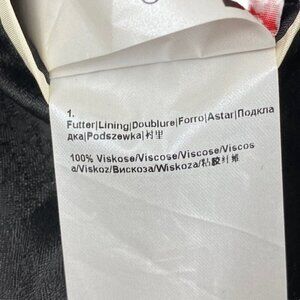 1.
Futter|Lining|Doublure|Forro|Astar|Подкла
дка|Podszewka|衬里
100% Viskose/Viscose/Viscose/Viscos
a/Viskoz/Вискоза/Wiskoza/粘胶纤维